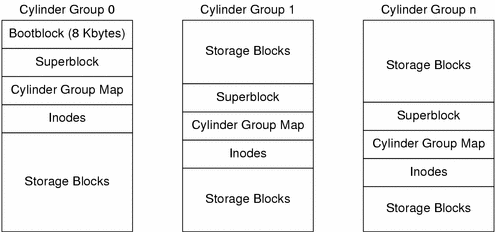 Cylinder Group 0
Bootblock (8 Kbytes)
Superblock
Cylinder Group Map
Inodes
Storage Blocks
Cylinder Group 1
Storage Blocks
Superblock
Cylinder Group Map
Inodes
Storage Blocks
Cylinder Group n
Storage Blocks
Superblock
Cylinder Group Map
Inodes
Storage Blocks